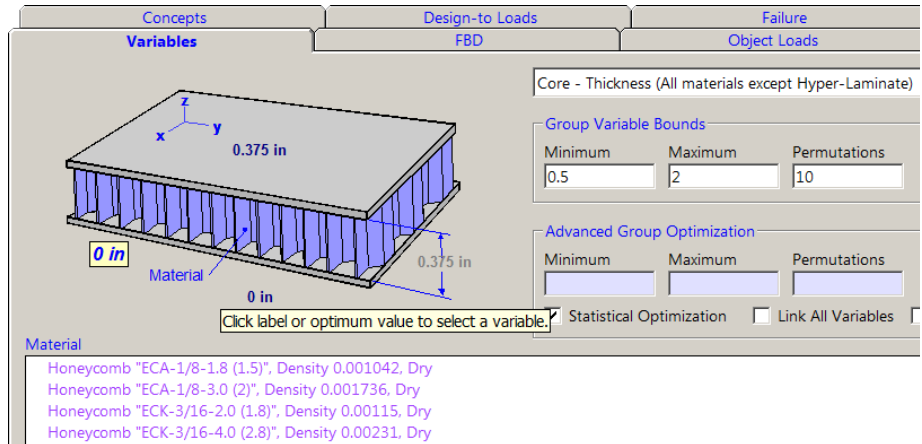 Concepts
Design-to Loads
Failure
Variables
FBD
Object Loads
z
y
x
0.375 in
0 in
Material
0.375 in
0 in
Click label or optimum value to select a variable.
Core - Thickness (All materials except Hyper-Laminate)
Group Variable Bounds
Minimum Maximum Permutations
0.5 2 10
Advanced Group Optimization
Minimum Maximum Permutations
Statistical Optimization Link All Variables
Material
Honeycomb "ECA-1/8-1.8 (1.5)", Density 0.001042, Dry
Honeycomb "ECA-1/8-3.0 (2)", Density 0.001736, Dry
Honeycomb "ECK-3/16-2.0 (1.8)", Density 0.00115, Dry
Honeycomb "ECK-3/16-4.0 (2.8)", Density 0.00231, Dry